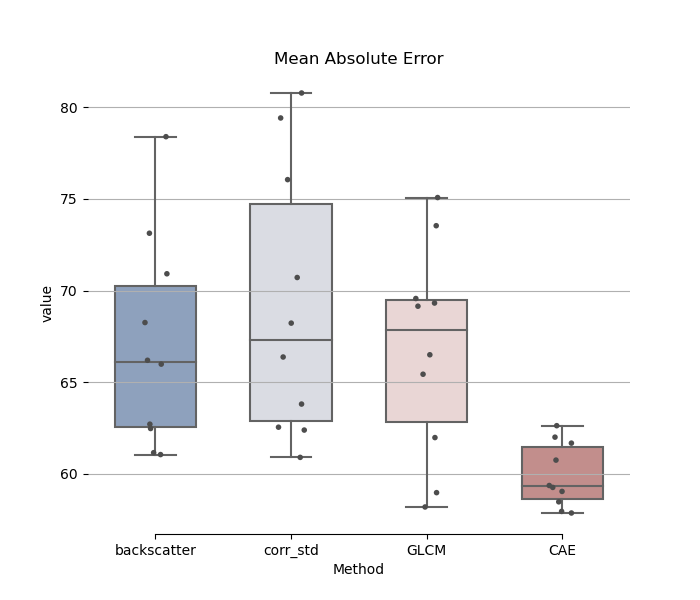 Mean Absolute Error
80
75
70
65
60
value
backscatter corr_std GLCM CAE
Method